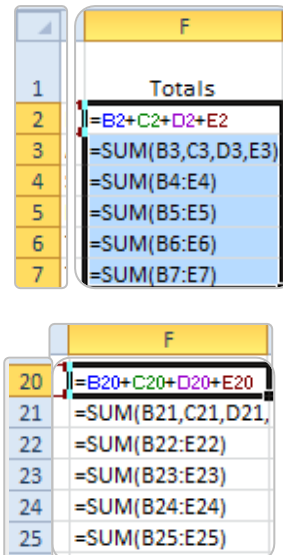 F
1 Totals
2 =B2+C2+D2+E2
3 =SUM(B3,C3,D3,E3)
4 =SUM(B4:E4)
5 =SUM(B5:E5)
6 =SUM(B6:E6)
7 =SUM(B7:E7)
F
20 =B20+C20+D20+E20
21 =SUM(B21,C21,D21,
22 =SUM(B22:E22)
23 =SUM(B23:E23)
24 =SUM(B24:E24)
25 =SUM(B25:E25)